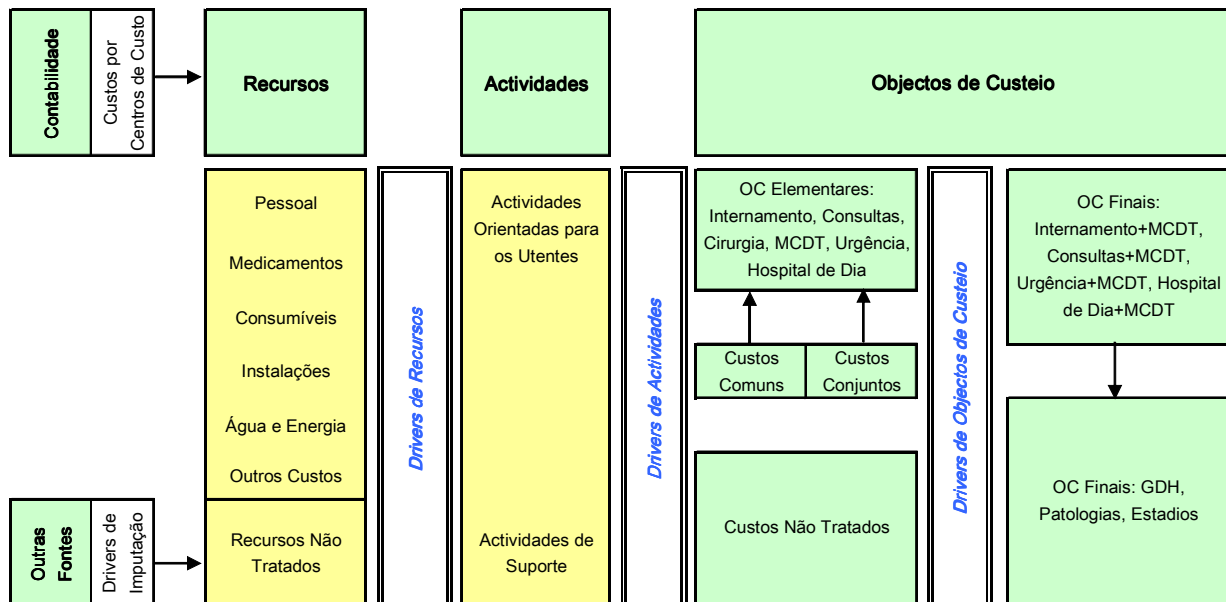 Contabilidade
Custos por
Centros de Custo
Recursos
Actividades
Objectos de Custeio
Pessoal
Medicamentos
Consumíveis
Instalações
Água e Energia
Outros Custos
Recursos Não
Tratados
Outras
Fontes
Drivers de
Imputação
Drivers de Recursos
Actividades
Orientadas para
os Utentes
Actividades de
Suporte
Drivers de Actividades
OC Elementares:
Internamento, Consultas,
Cirurgia, MCDT, Urgência,
Hospital de Dia
Custos
Comuns
Custos
Conjuntos
Custos Não Tratados
Drivers de Objectos de Custeio
OC Finais:
Internamento+MCDT,
Consultas+MCDT,
Urgência+MCDT, Hospital
de Dia+MCDT
OC Finais: GDH,
Patologias, Estadios